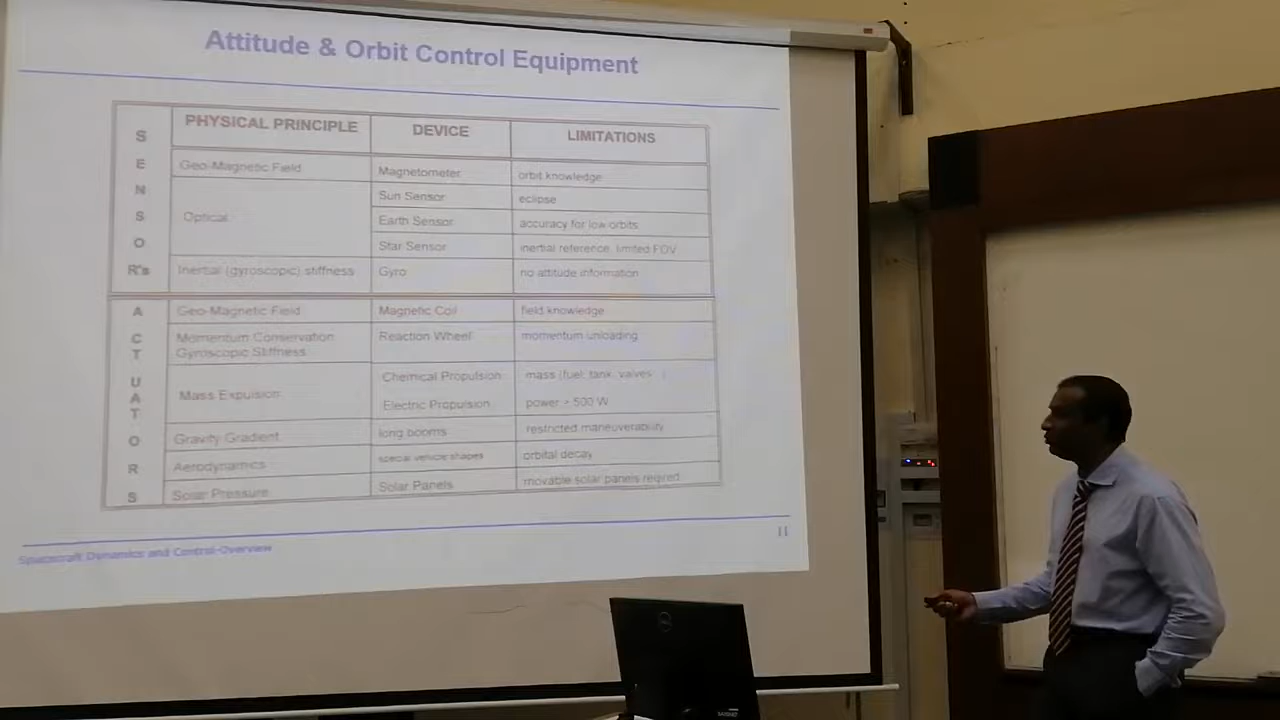 Attitude & Orbit Control Equipment
SENSOR's
PHYSICAL PRINCIPLE DEVICE LIMITATIONS
Geo-Magnetic Field Magnetometer orbit knowledge
Optical Sun Sensor eclipse
Earth Sensor accuracy for low orbits
Star Sensor inertial reference, limited FOV
Inertial (gyroscopic) stiffness Gyro no attitude information
ACTUATORS
Geo-Magnetic Field Magnetic Coil field knowledge
Momentum Conservation Reaction Wheel momentum unloading
Gyroscopic Stiffness
Mass Expulsion Chemical Propulsion mass (fuel, tank, valves..)
Electric Propulsion power > 500 W
Gravity Gradient long booms restricted maneuverability
Aerodynamics special vehicle shapes orbital decay
Solar Pressure Solar Panels movable solar panels reqired
Spacecraft Dynamics and Control-Overview
11
DELL